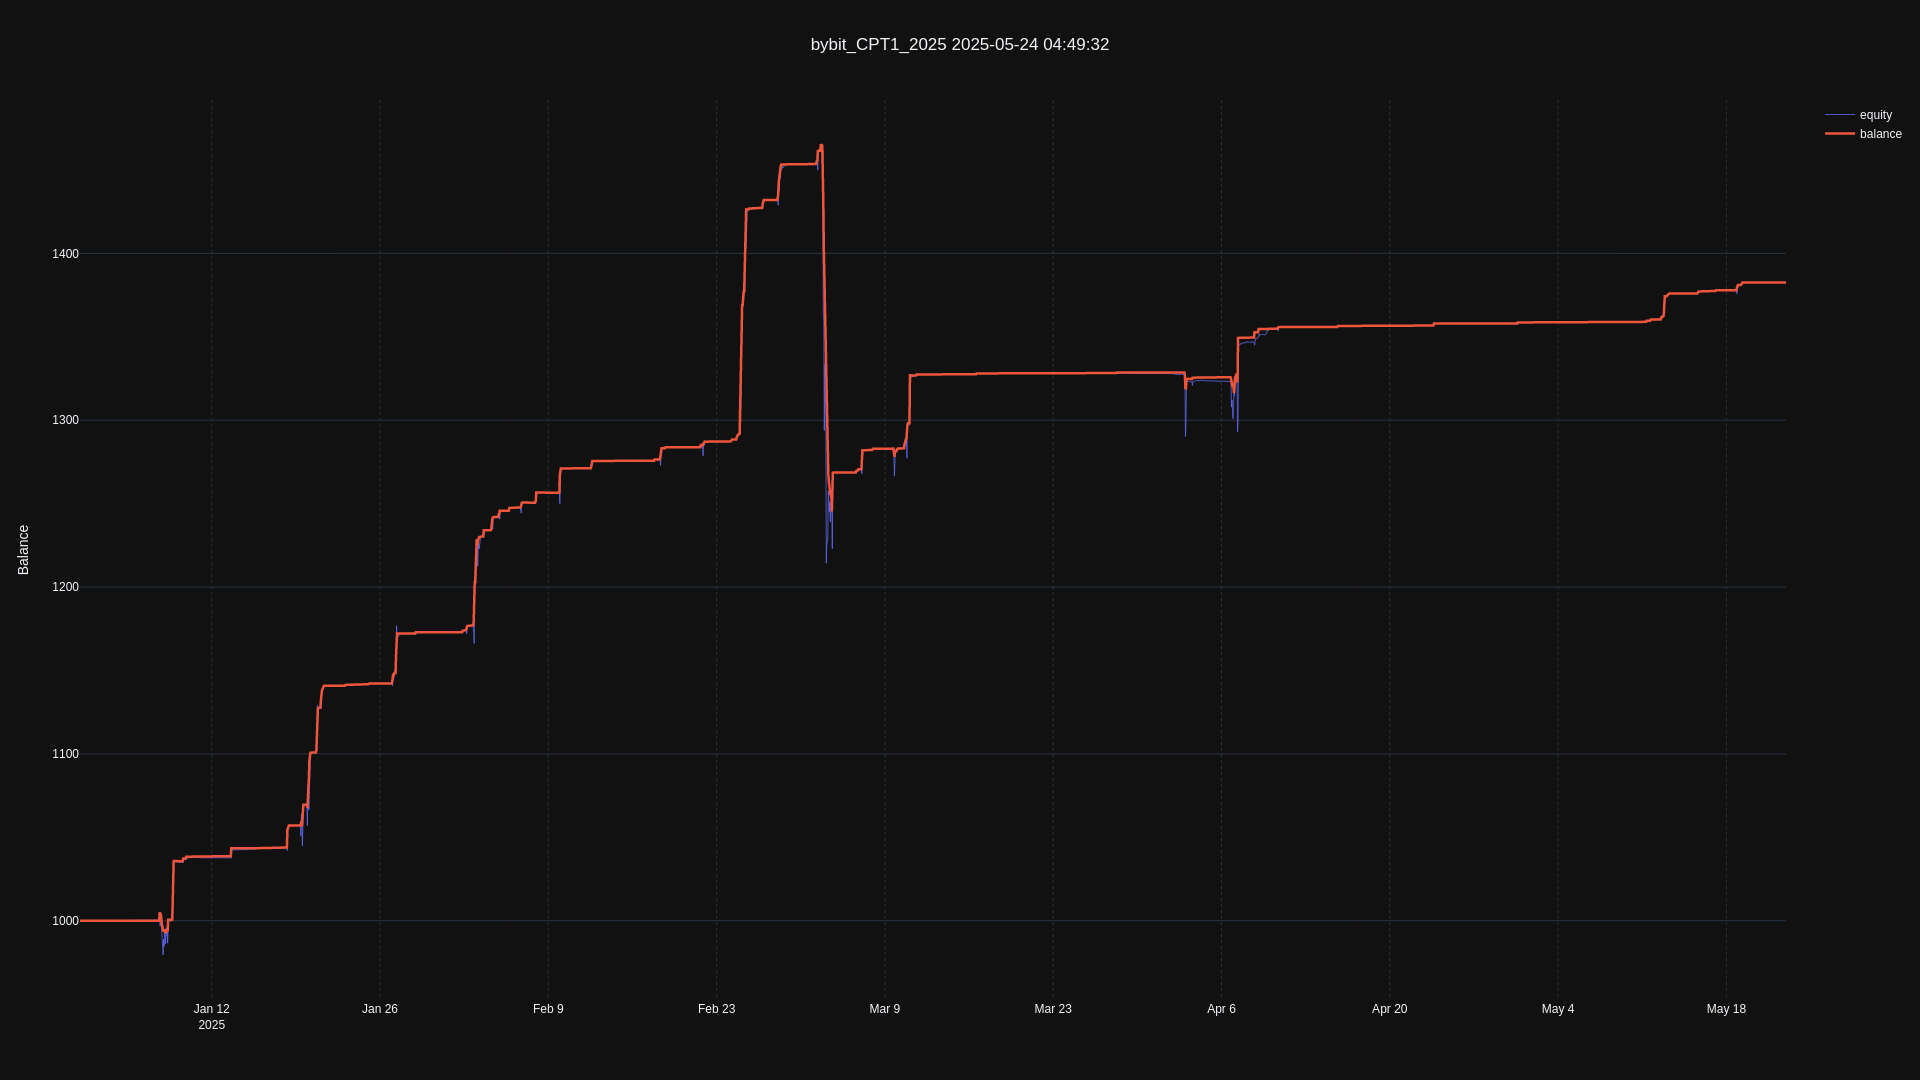 bybit_CPT1_2025 2025-05-24 04:49:32
equity
balance
Balance
1400
1300
1200
1100
1000
Jan 12
2025
Jan 26
Feb 9
Feb 23
Mar 9
Mar 23
Apr 6
Apr 20
May 4
May 18